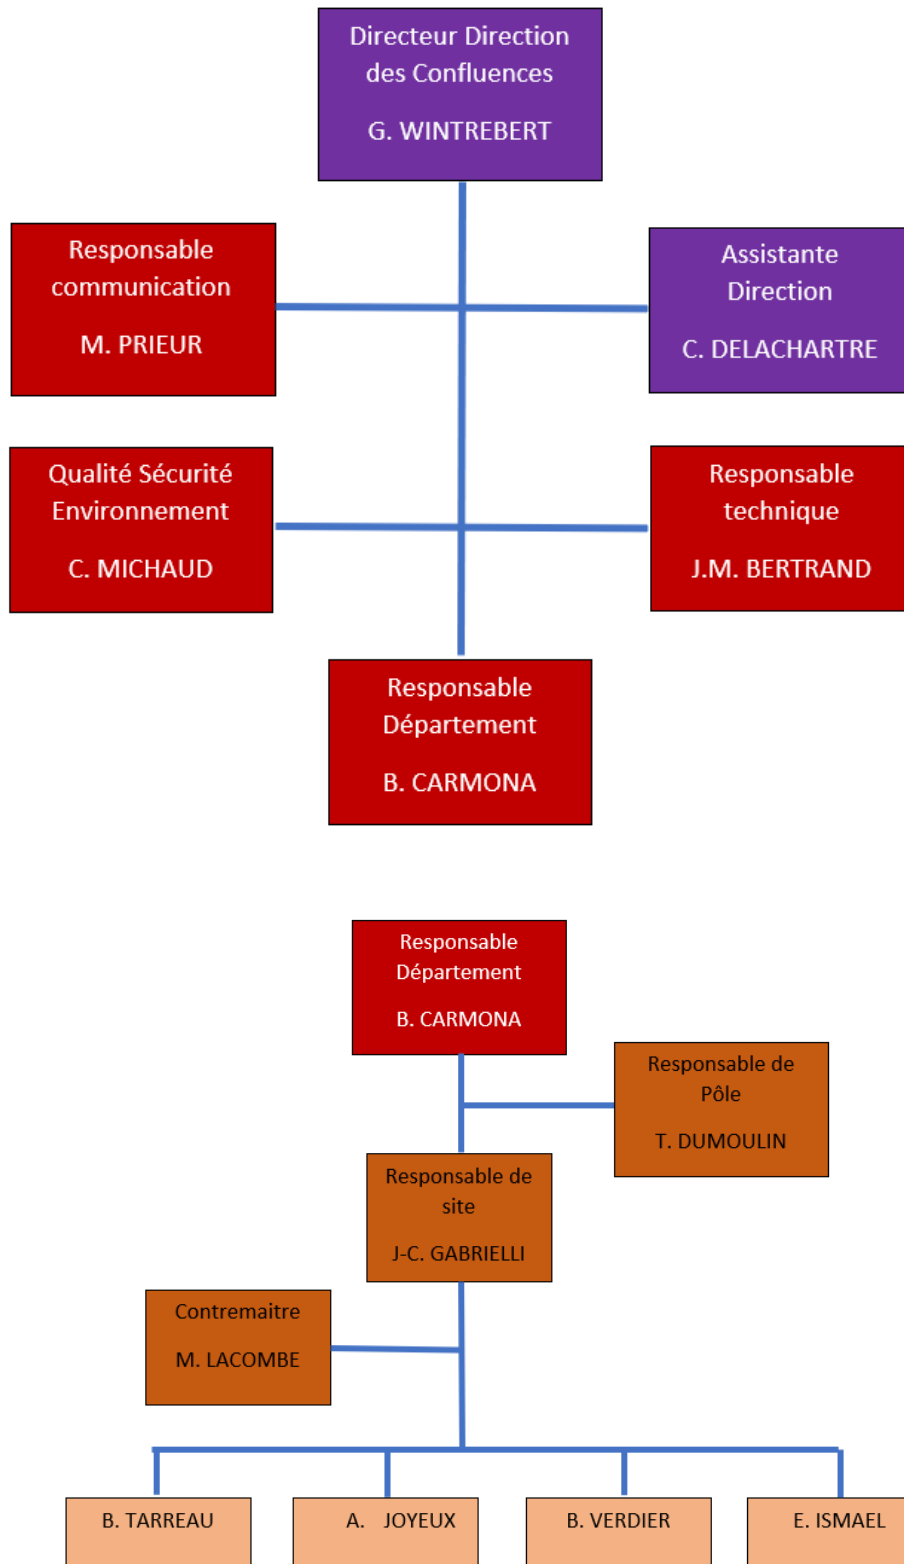 Directeur Direction
des Confluences
G. WINTREBERT
Responsable
communication
M. PRIEUR
Assistante
Direction
C. DELACHARTRE
Qualité Sécurité
Environnement
C. MICHAUD
Responsable
technique
J.M. BERTRAND
Responsable
Département
B. CARMONA
Responsable
Département
B. CARMONA
Responsable de
Pôle
T. DUMOULIN
Responsable de
site
J-C. GABRIELLI
Contremaitre
M. LACOMBE
B. TARREAU
A. JOYEUX
B. VERDIER
E. ISMAEL